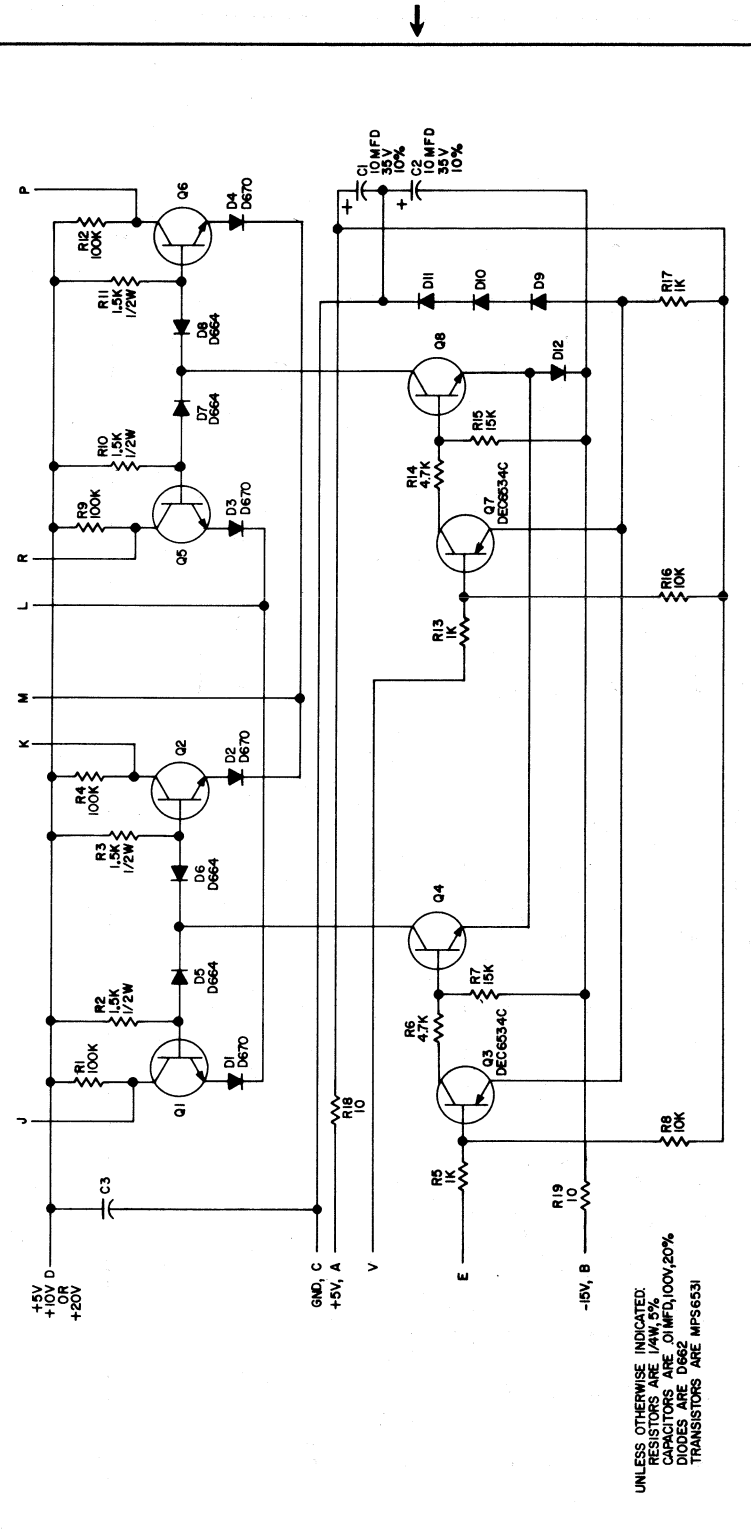 +5V
+10V D
OR
+20V
J
K
M
L
R
P
C3
R1
100K
R2
1.5K
1/2W
Q1
D1
D670
D5
D664
D6
D664
R3
1.5K
1/2W
R4
100K
Q2
D2
D670
R9
100K
R10
1.5K
1/2W
Q5
D3
D670
D7
D664
D8
D664
R11
1.5K
1/2W
R12
100K
Q6
D4
D670
GND, C
+5V, A
R18
10
V
C1
10 MFD
35V
10%
+
C2
10 MFD
35V
10%
+
E
R5
1K
R6
4.7K
R7
15K
Q3
DEC6534C
Q4
R13
1K
R14
4.7K
R15
15K
Q7
DEC6534C
Q8
D11
D10
D9
D12
-15V, B
R19
10
R8
10K
R16
10K
R17
1K
UNLESS OTHERWISE INDICATED:
RESISTORS ARE 1/4W, 5%
CAPACITORS ARE .01MFD,100V,20%
DIODES ARE D662
TRANSISTORS ARE MPS6531